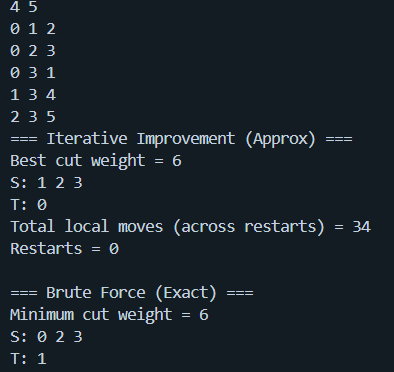 4 5
0 1 2
0 2 3
0 3 1
1 3 4
2 3 5
=== Iterative Improvement (Approx) ===
Best cut weight = 6
S: 1 2 3
T: 0
Total local moves (across restarts) = 34
Restarts = 0
=== Brute Force (Exact) ===
Minimum cut weight = 6
S: 0 2 3
T: 1